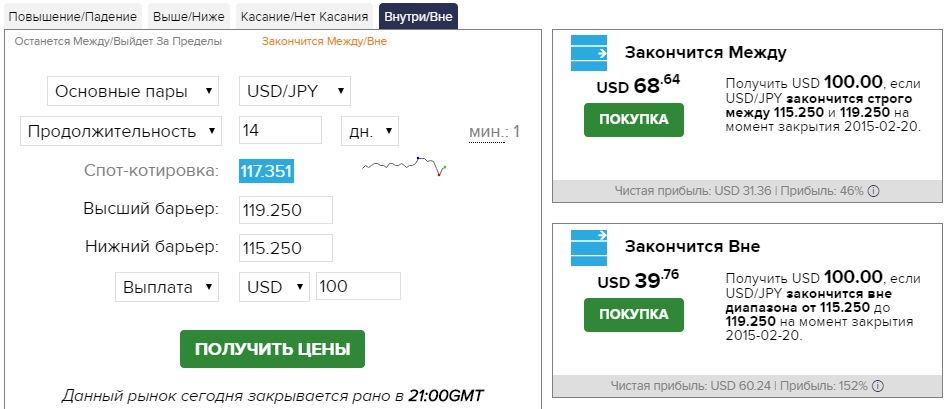 Повышение/Падение Выше/Ниже Касание/Нет Касания Внутри/Вне
Останется Между/Выйдет За Пределы Закончится Между/Вне
Основные пары USD/JPY
Продолжительность 14 дн. мин.: 1
Спот-котировка: 117.351
Высший барьер: 119.250
Нижний барьер: 115.250
Выплата USD 100
ПОЛУЧИТЬ ЦЕНЫ
Данный рынок сегодня закрывается рано в 21:00GMT
Закончится Между
USD 68.64
ПОКУПКА
Получить USD 100.00, если
USD/JPY закончится строго
между 115.250 и 119.250 на
момент закрытия 2015-02-20.
Чистая прибыль: USD 31.36 | Прибыль: 46%
Закончится Вне
USD 39.76
ПОКУПКА
Получить USD 100.00, если
USD/JPY закончится вне
диапазона от 115.250 до
119.250 на момент закрытия
2015-02-20.
Чистая прибыль: USD 60.24 | Прибыль: 152%